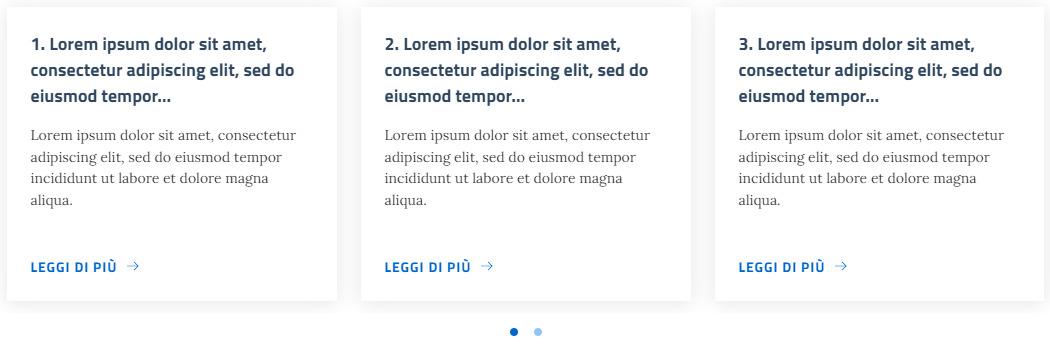 1. Lorem ipsum dolor sit amet,
consectetur adipiscing elit, sed do
eiusmod tempor...
Lorem ipsum dolor sit amet, consectetur
adipiscing elit, sed do eiusmod tempor
incididunt ut labore et dolore magna
aliqua.
LEGGI DI PIÙ
2. Lorem ipsum dolor sit amet,
consectetur adipiscing elit, sed do
eiusmod tempor...
Lorem ipsum dolor sit amet, consectetur
adipiscing elit, sed do eiusmod tempor
incididunt ut labore et dolore magna
aliqua.
LEGGI DI PIÙ
3. Lorem ipsum dolor sit amet,
consectetur adipiscing elit, sed do
eiusmod tempor...
Lorem ipsum dolor sit amet, consectetur
adipiscing elit, sed do eiusmod tempor
incididunt ut labore et dolore magna
aliqua.
LEGGI DI PIÙ